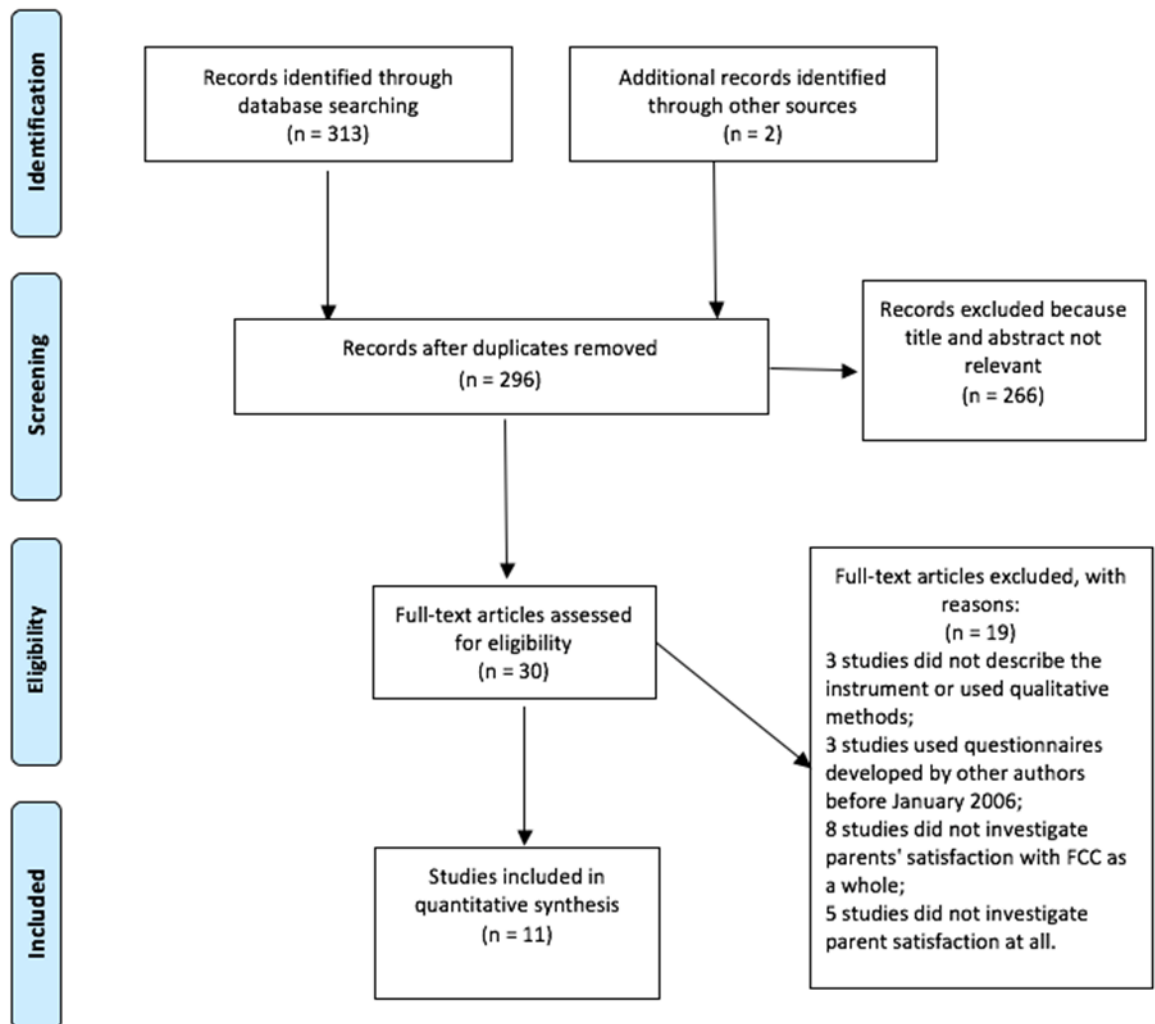 Identification
Records identified through
database searching
(n = 313)
Additional records identified
through other sources
(n = 2)
Screening
Records after duplicates removed
(n = 296)
Records excluded because
title and abstract not
relevant
(n = 266)
Eligibility
Full-text articles assessed
for eligibility
(n = 30)
Full-text articles excluded, with
reasons:
(n = 19)
3 studies did not describe the
instrument or used qualitative
methods;
3 studies used questionnaires
developed by other authors
before January 2006;
8 studies did not investigate
parents' satisfaction with FCC as
a whole;
5 studies did not investigate
parent satisfaction at all.
Included
Studies included in
quantitative synthesis
(n = 11)